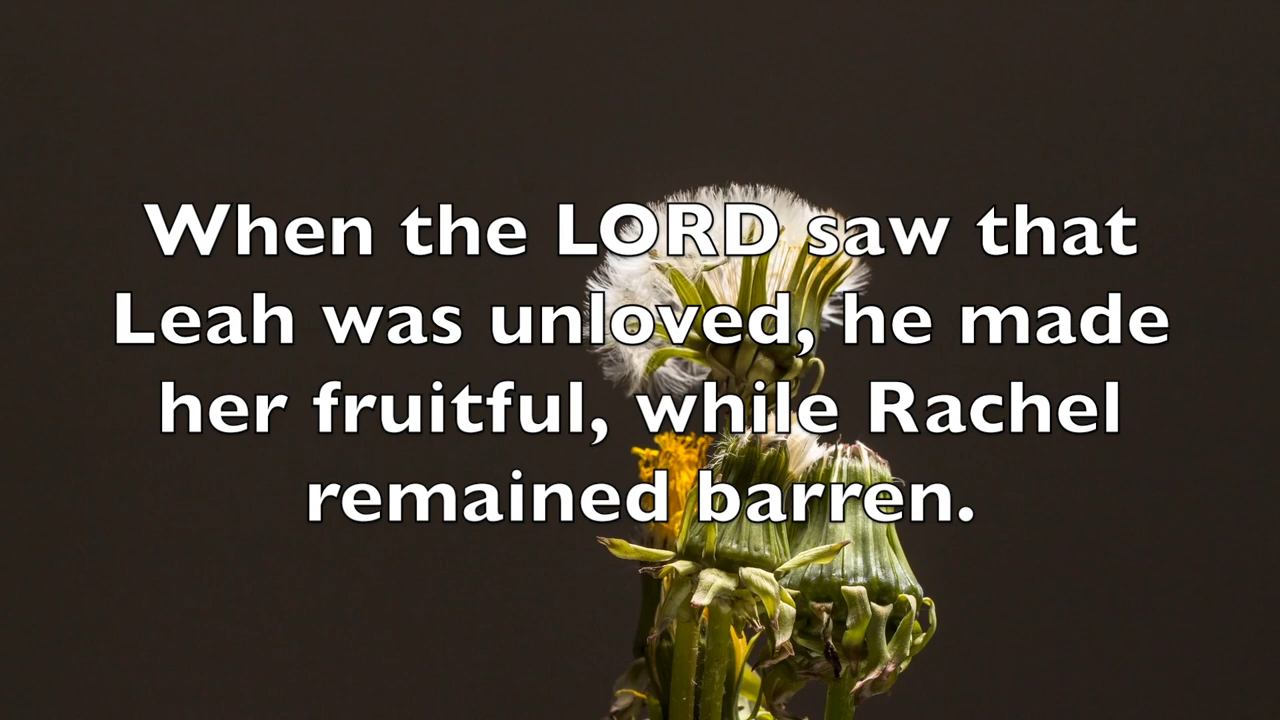 When the LORD saw that
Leah was unloved, he made
her fruitful, while Rachel
remained barren.